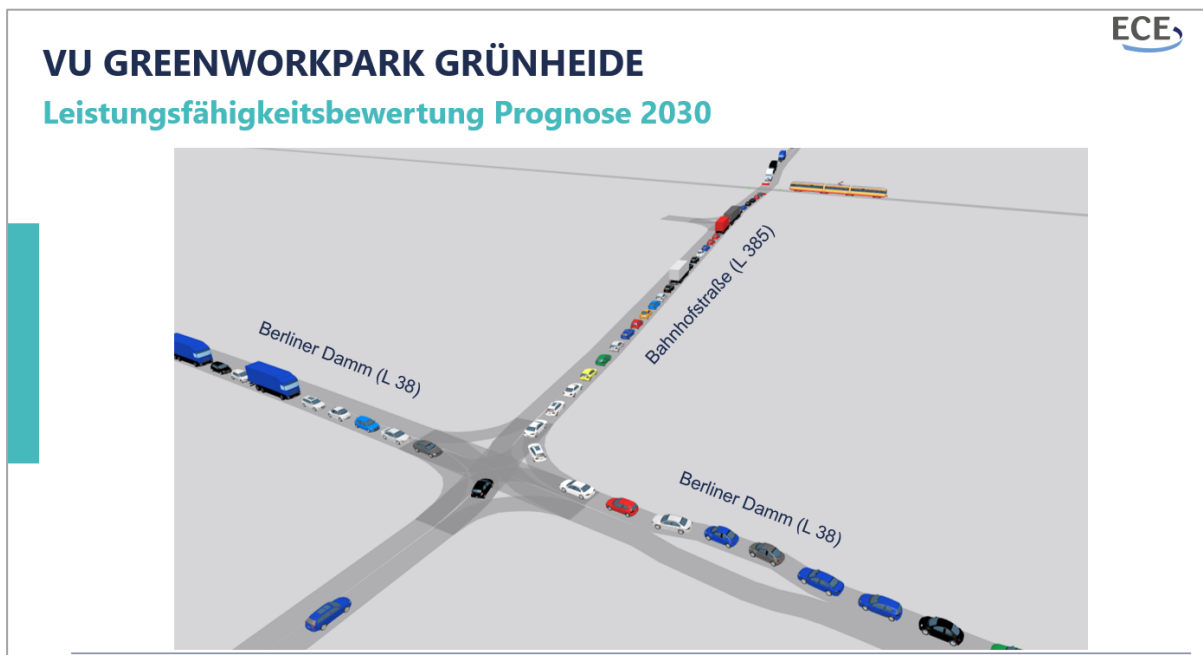 ECE
VU GREENWORKPARK GRÜNHEIDE
Leistungsfähigkeitsbewertung Prognose 2030
Bahnhofstraße (L 385)
Berliner Damm (L 38)
Berliner Damm (L 38)